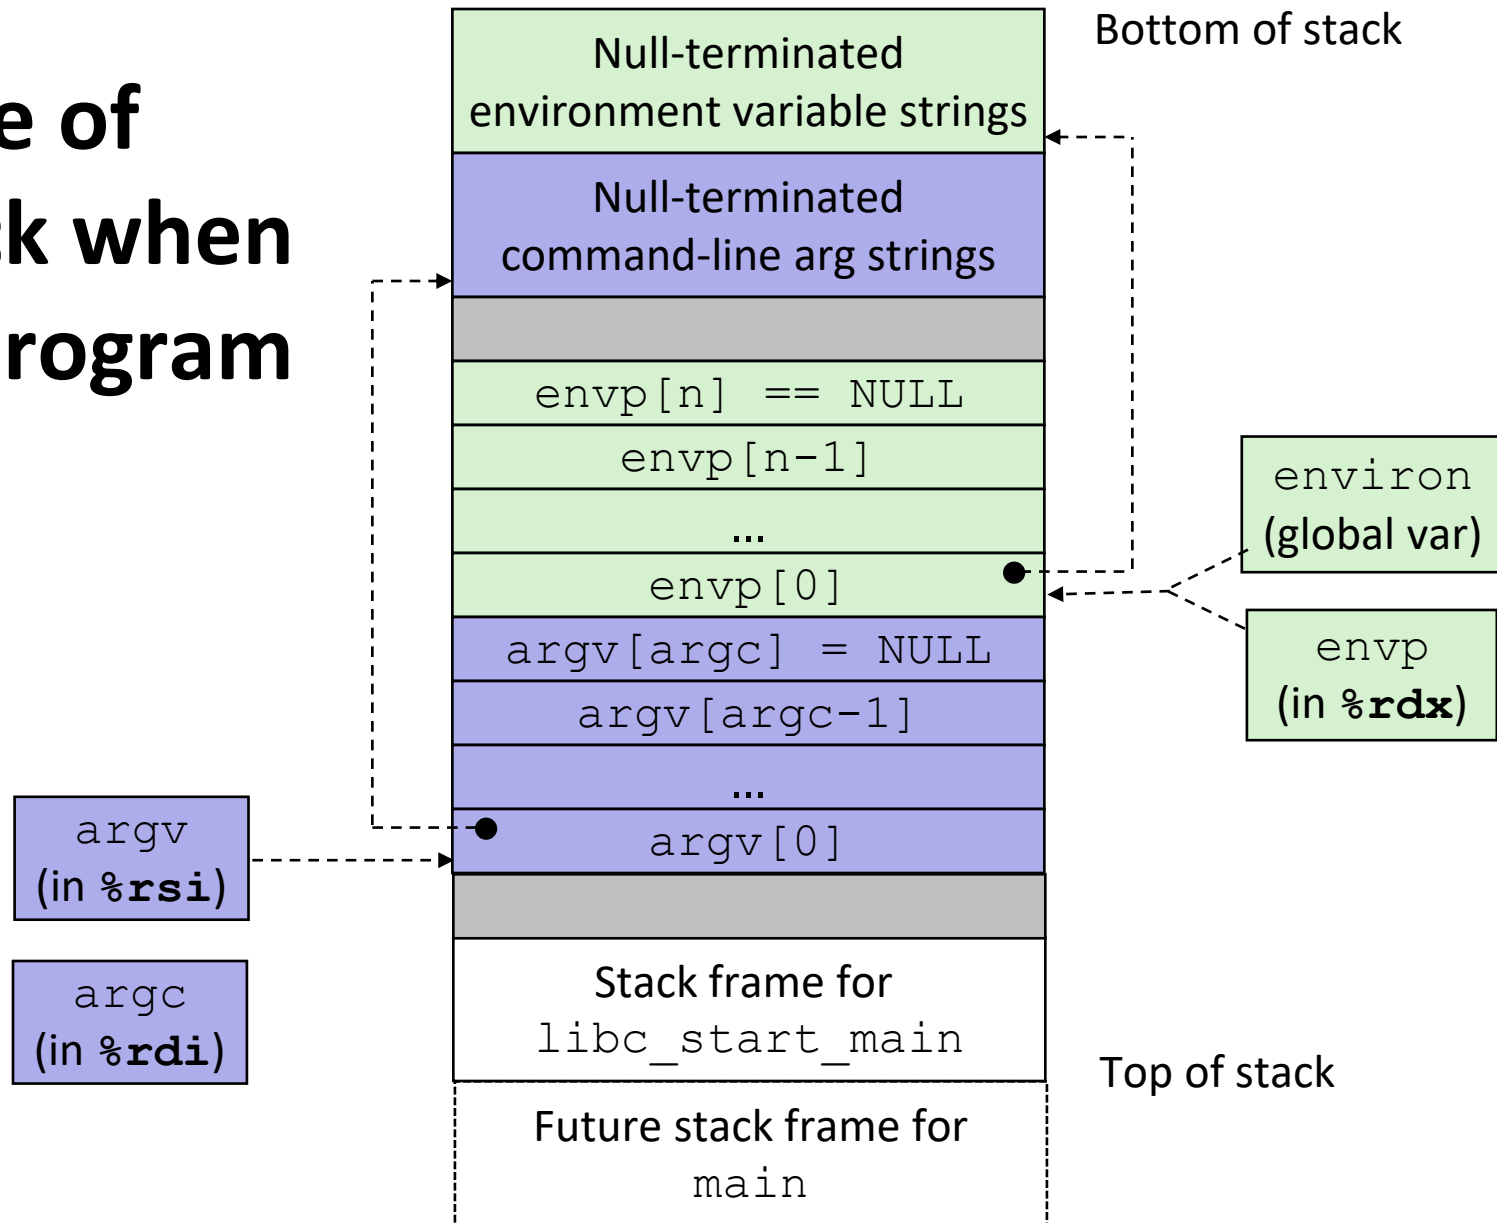 e of
ck when
rogram
Bottom of stack
Null-terminated
environment variable strings
Null-terminated
command-line arg strings
envp[n] == NULL
envp[n-1]
...
envp[0]
argv[argc] = NULL
argv[argc-1]
...
argv[0]
environ
(global var)
envp
(in %rdx)
argv
(in %rsi)
argc
(in %rdi)
Stack frame for
libc_start_main
Top of stack
Future stack frame for
main